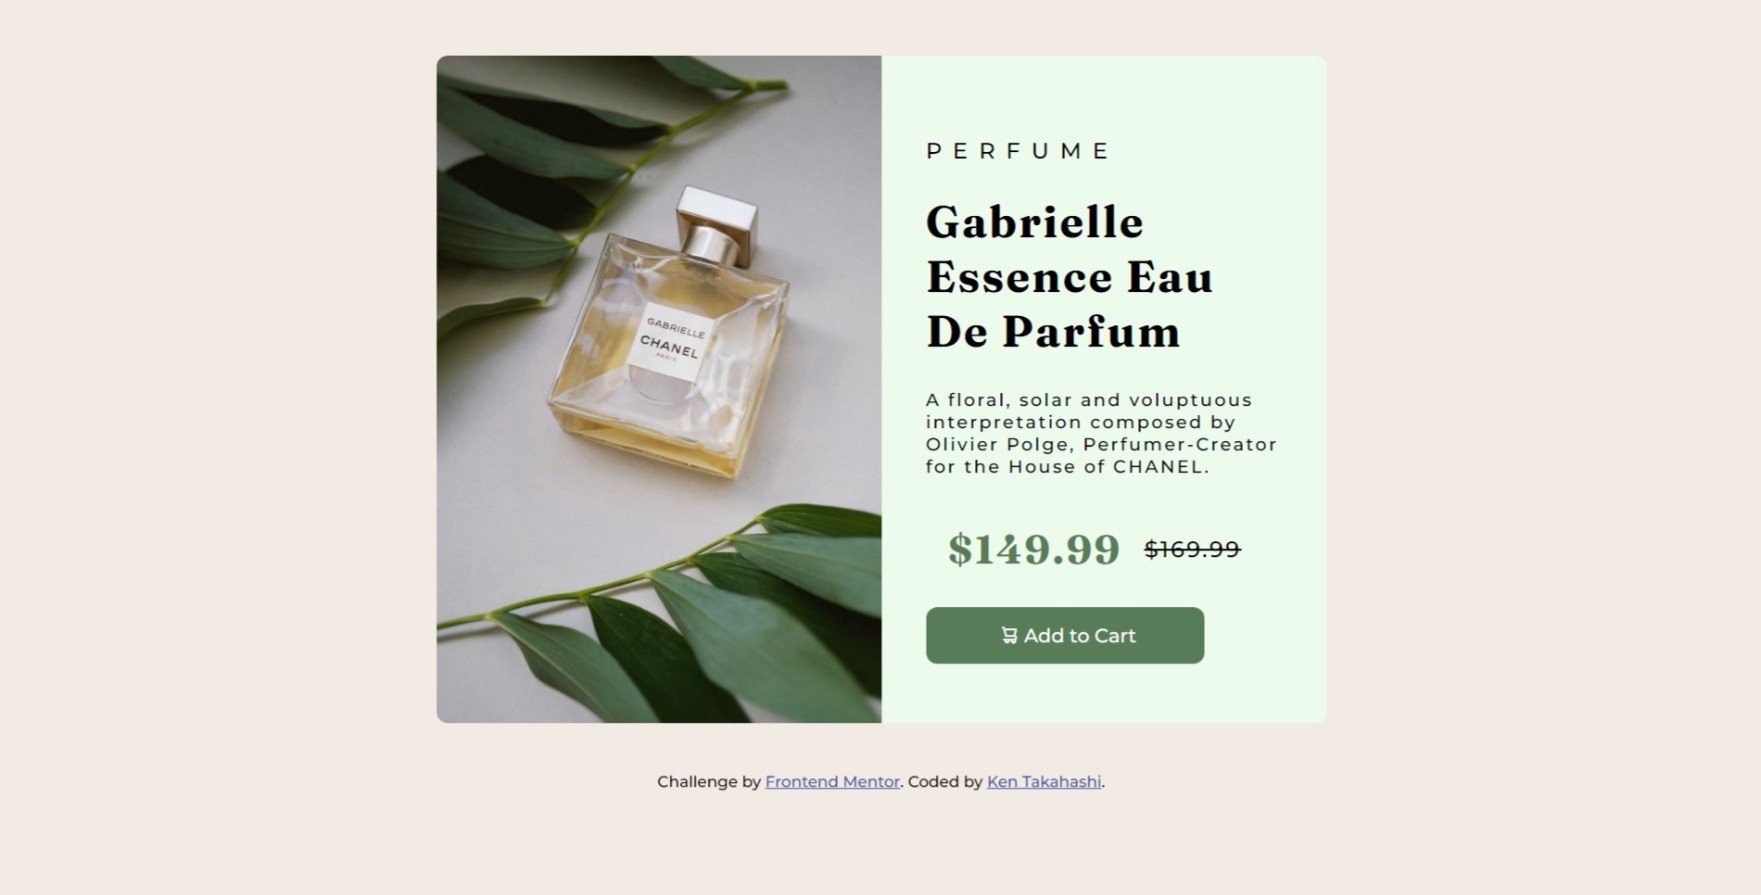 PERFUME
Gabrielle
Essence Eau
De Parfum
A floral, solar and voluptuous
interpretation composed by
Olivier Polge, Perfumer-Creator
for the House of CHANEL.
$149.99 $169.99
Add to Cart
GABRIELLE
CHANEL
PARIS
Challenge by Frontend Mentor. Coded by Ken Takahashi.